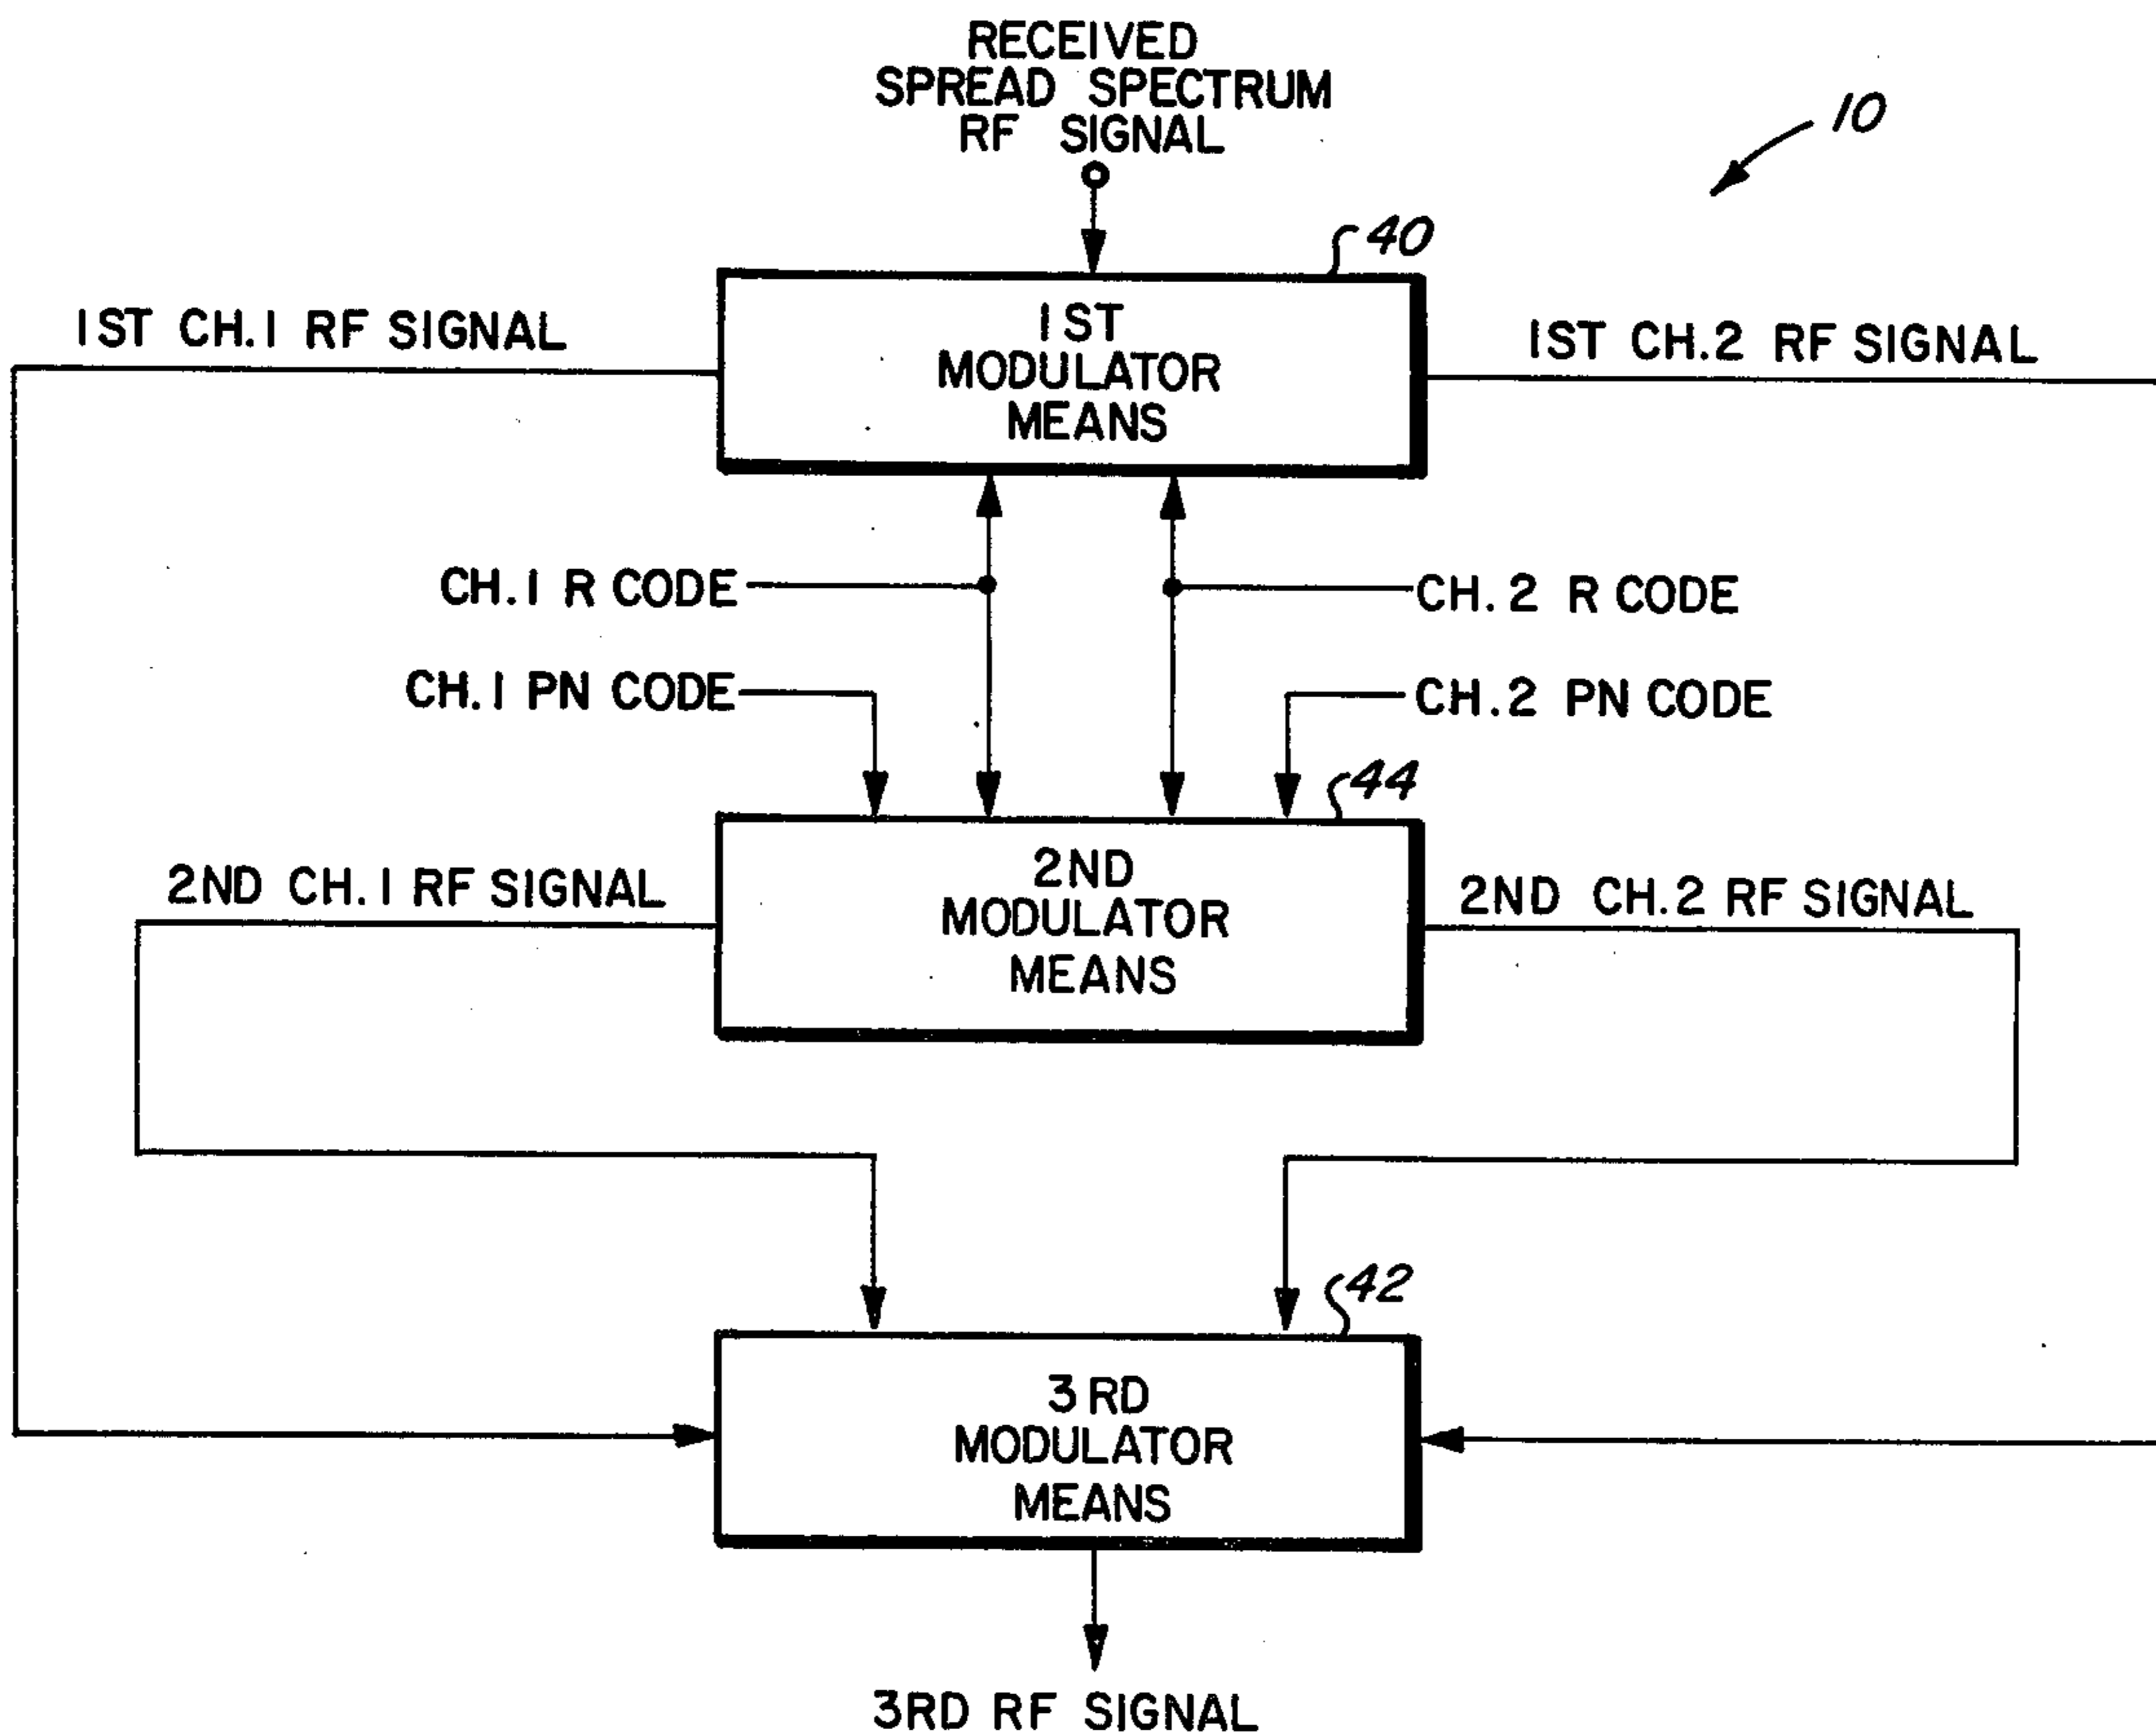 RECEIVED
SPREAD SPECTRUM
RF SIGNAL
10
40
1ST CH.1 RF SIGNAL
1ST
MODULATOR
MEANS
1ST CH.2 RF SIGNAL
CH.1 R CODE
CH.2 R CODE
CH.1 PN CODE
CH.2 PN CODE
44
2ND CH.1 RF SIGNAL
2ND
MODULATOR
MEANS
2ND CH.2 RF SIGNAL
42
3RD
MODULATOR
MEANS
3RD RF SIGNAL